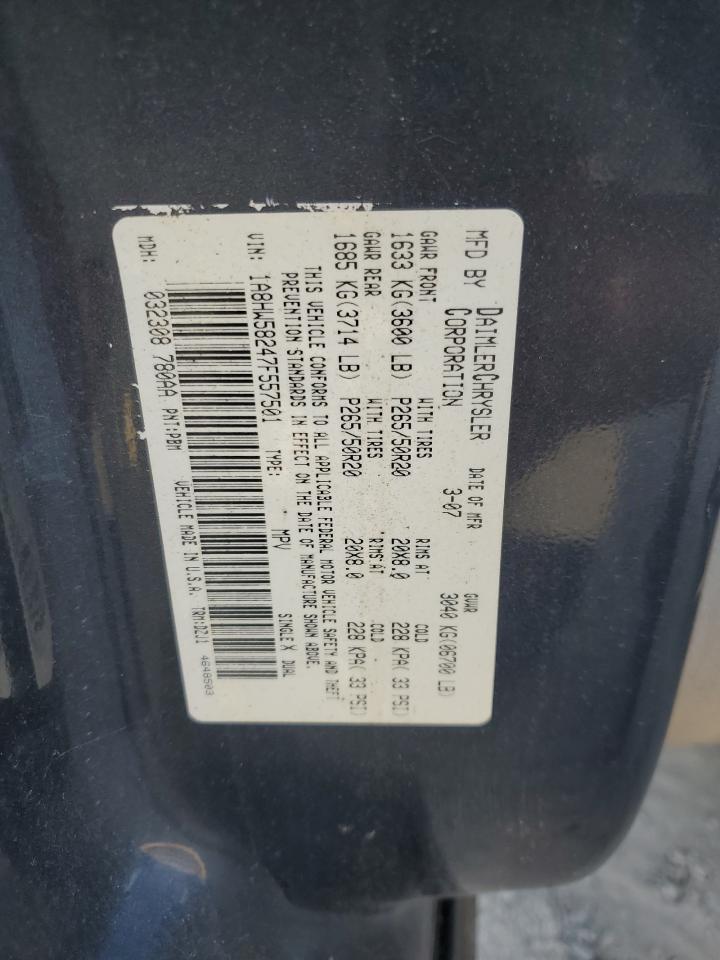 MFD BY DAIMLERCHRYSLER CORPORATION DATE OF MFR 3-07 GVWR 3040 KG(06700 LB)
GAWR FRONT WITH TIRES RIMS AT COLD
1633 KG(3600 LB) P265/50R20 20X8.0 228 KPA( 33 PSI)
GAWR REAR WITH TIRES RIMS AT COLD
1685 KG(3714 LB) P265/50R20 20X8.0 228 KPA( 33 PSI)
THIS VEHICLE CONFORMS TO ALL APPLICABLE FEDERAL MOTOR VEHICLE SAFETY AND THEFT
PREVENTION STANDARDS IN EFFECT ON THE DATE OF MANUFACTURE SHOWN ABOVE.
VIN: 1A8HW58247F557501 TYPE: MPV SINGLE X DUAL
MDH: 032308 780AA PNT:PBM VEHICLE MADE IN U.S.A. TRM:DZJ1 4648503